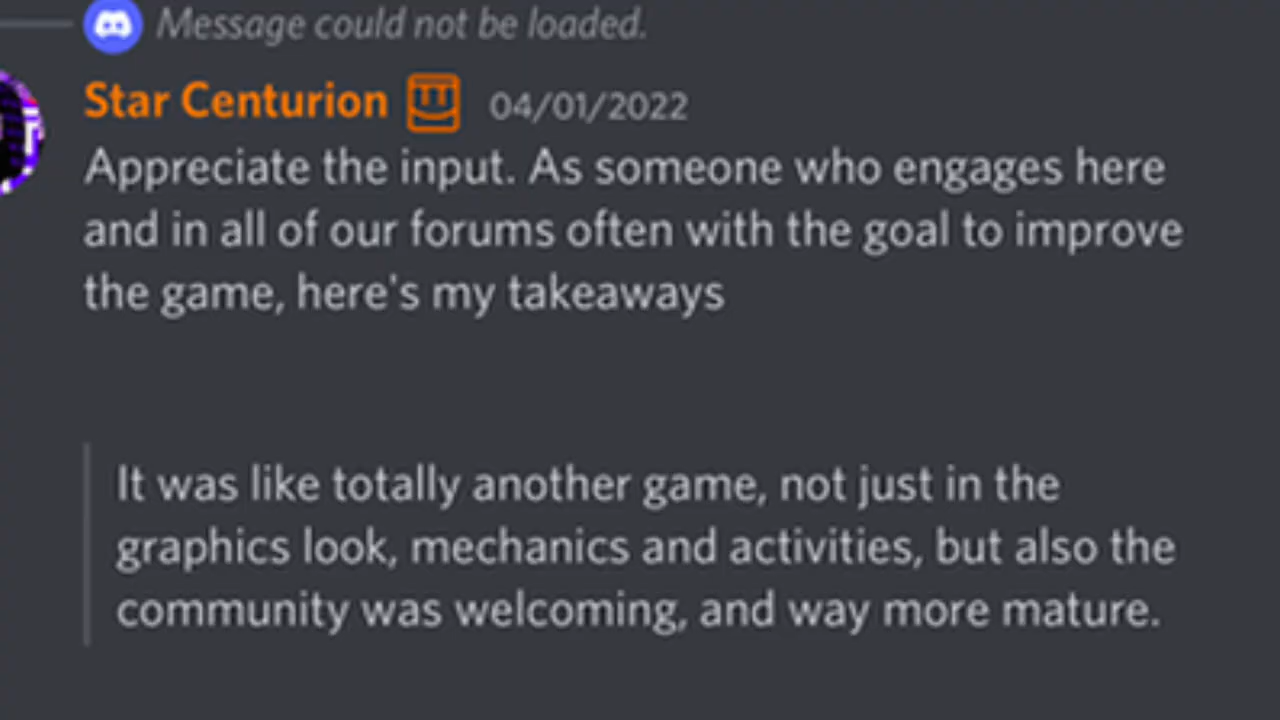 Message could not be loaded.
Star Centurion 04/01/2022
Appreciate the input. As someone who engages here
and in all of our forums often with the goal to improve
the game, here's my takeaways
It was like totally another game, not just in the
graphics look, mechanics and activities, but also the
community was welcoming, and way more mature.